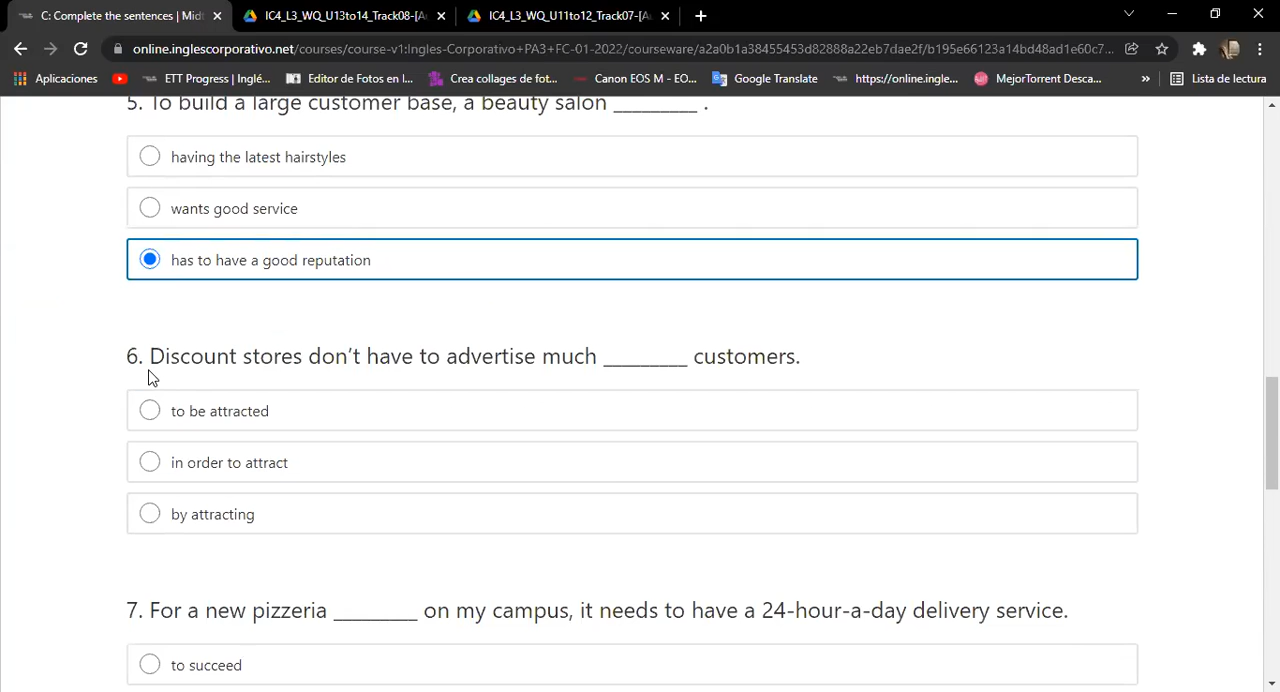 C: Complete the sentences | Midt
IC4_L3_WQ_U13to14_Track08-[A
IC4_L3_WQ_U11to12_Track07-[A
online.inglescorporativo.net/courses/course-v1:Ingles-Corporativo+PA3+FC-01-2022/courseware/a2a0b1a38455453d82888a22eb7dae2f/b195e66123a14bd48ad1e60c7...
Aplicaciones
ETT Progress | Inglé...
Editor de Fotos en l...
Crea collages de fot...
Canon EOS M - EO...
Google Translate
https://online.ingle...
MejorTorrent Desca...
»
Lista de lectura
5. To build a large customer base, a beauty salon _________ .
having the latest hairstyles
wants good service
has to have a good reputation
6. Discount stores don't have to advertise much _________ customers.
to be attracted
in order to attract
by attracting
7. For a new pizzeria _________ on my campus, it needs to have a 24-hour-a-day delivery service.
to succeed